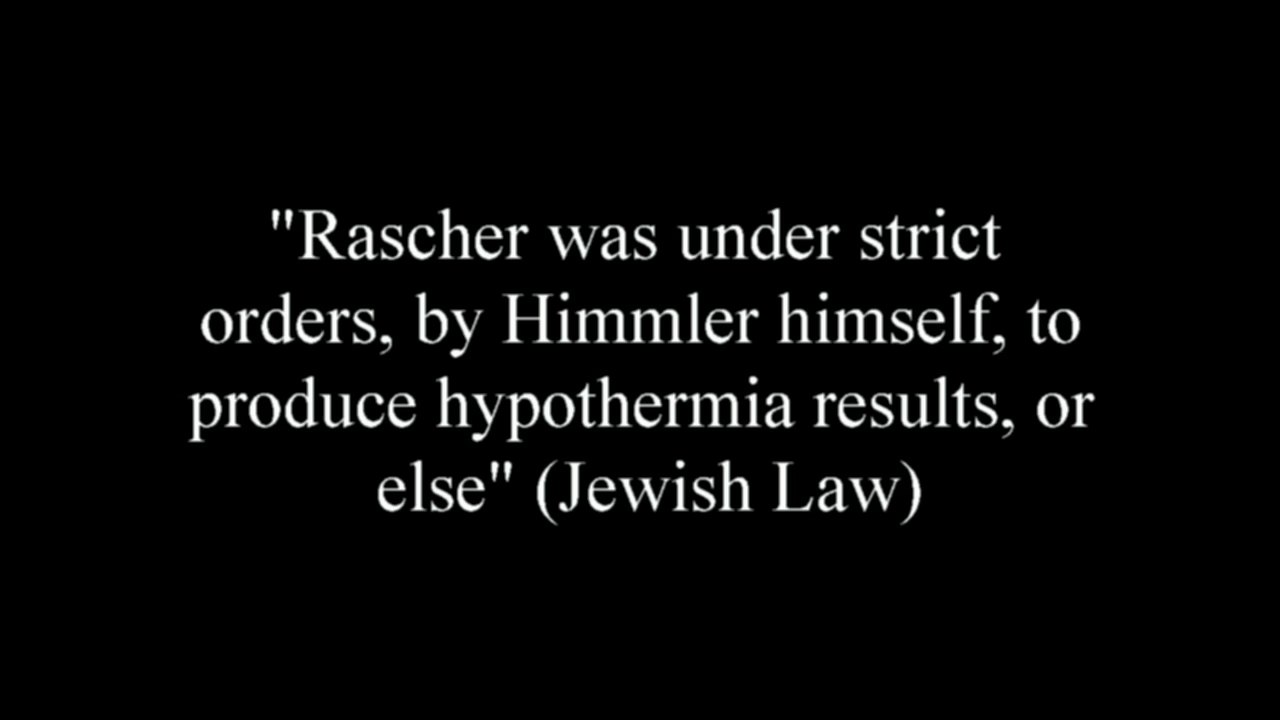 "Rascher was under strict
orders, by Himmler himself, to
produce hypothermia results, or
else" (Jewish Law)